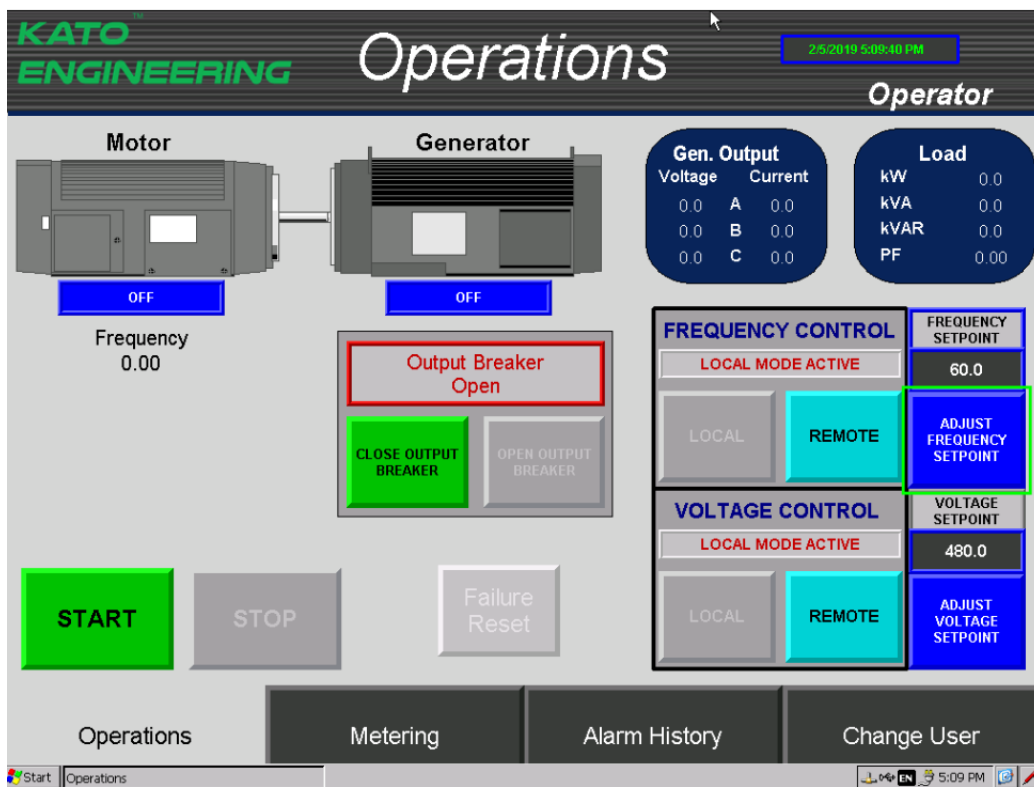 KATO™
ENGINEERING
Operations
2/5/2019 5:09:40 PM
Operator
Motor
Generator
OFF
OFF
Frequency
0.00
Gen. Output
Voltage Current
0.0 A 0.0
0.0 B 0.0
0.0 C 0.0
Load
kW 0.0
kVA 0.0
kVAR 0.0
PF 0.00
Output Breaker
Open
CLOSE OUTPUT
BREAKER
OPEN OUTPUT
BREAKER
FREQUENCY CONTROL
LOCAL MODE ACTIVE
LOCAL
REMOTE
FREQUENCY
SETPOINT
60.0
ADJUST
FREQUENCY
SETPOINT
VOLTAGE CONTROL
LOCAL MODE ACTIVE
LOCAL
REMOTE
VOLTAGE
SETPOINT
480.0
ADJUST
VOLTAGE
SETPOINT
START
STOP
Failure
Reset
Operations
Metering
Alarm History
Change User
Start
Operations
EN
5:09 PM